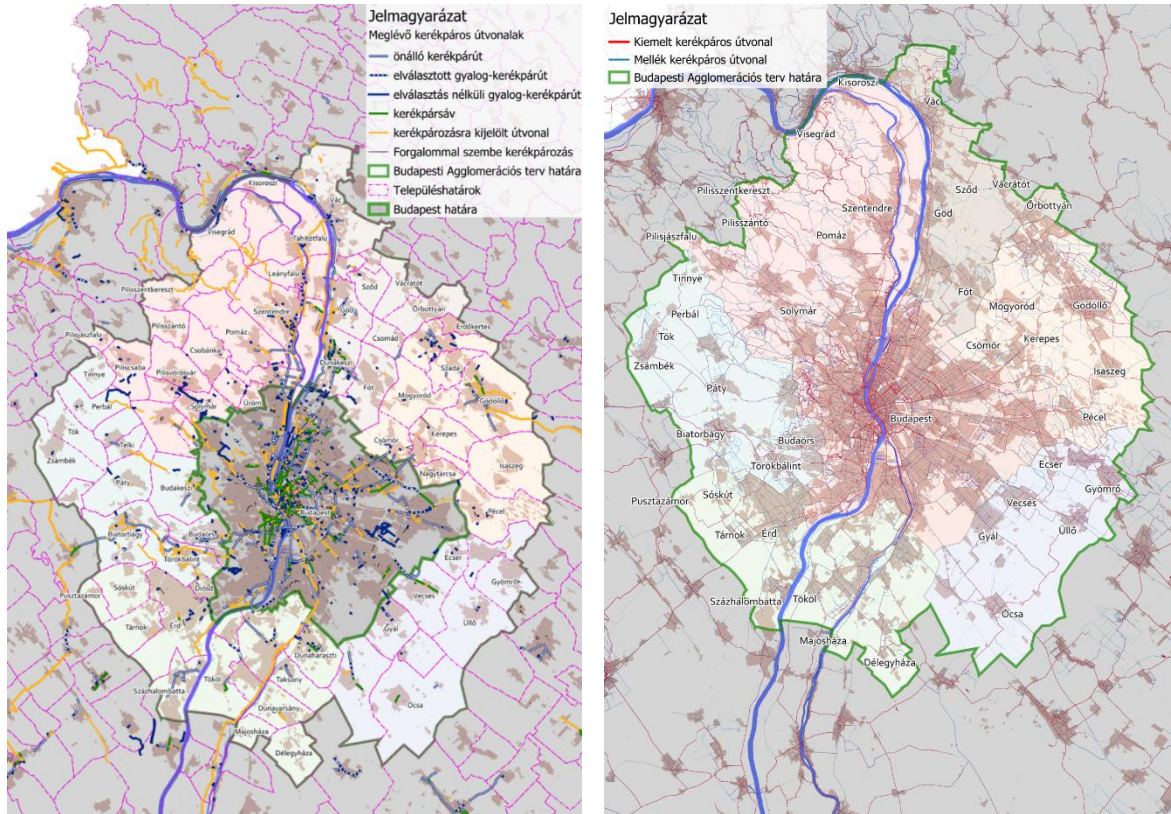 Jelmagyarázat
Meglévő kerékpáros útvonalak
önálló kerékpárút
elválasztott gyalog-kerékpárút
elválasztás nélküli gyalog-kerékpárút
kerékpársáv
kerékpározásra kijelölt útvonal
Forgalommal szembe kerékpározás
Budapesti Agglomerációs terv határa
Településhatárok
Budapest határa
Kisoroszi
Vác
Visegrád
Tahitótfalu
Leányfalu
Sződ
Vácrátót
Pilisszentkereszt
Szentendre
Göd
Őrbottyán
Pilisjászfalu
Pilisszántó
Pomáz
Csomád
Erdőkertes
Csobánka
Dunakeszi
Tinnye
Piliscsaba
Pilisvörösvár
Fót
Szada
Perbál
Solymár
Üröm
Mogyoród
Gödöllő
Tök
Telki
Csömör
Kerepes
Zsámbék
Nagytarcsa
Isaszeg
Páty
Budakeszi
Budapest
Pécel
Biatorbágy
Budaörs
Törökbálint
Ecser
Gyömrő
Pusztazámor
Sóskút
Diósd
Vecsés
Tárnok
Érd
Gyál
Üllő
Dunaharaszti
Százhalombatta
Tököl
Taksony
Ócsa
Dunavarsány
Majosháza
Délegyháza
Jelmagyarázat
Kiemelt kerékpáros útvonal
Mellék kerékpáros útvonal
Budapesti Agglomerációs terv határa
Kisoroszi
Vác
Visegrád
Pilisszentkereszt
Sződ
Vácrátót
Szentendre
Őrbottyán
Pilisszántó
Göd
Pilisjászfalu
Pomáz
Tinnye
Fót
Mogyoród
Gödöllő
Perbál
Solymár
Tök
Csömör
Kerepes
Zsámbék
Isaszeg
Páty
Pécel
Budapest
Biatorbágy
Budaörs
Törökbálint
Ecser
Sóskút
Pusztazámor
Vecsés
Gyömrő
Tárnok
Érd
Gyál
Üllő
Százhalombatta
Tököl
Ócsa
Majosháza
Délegyháza